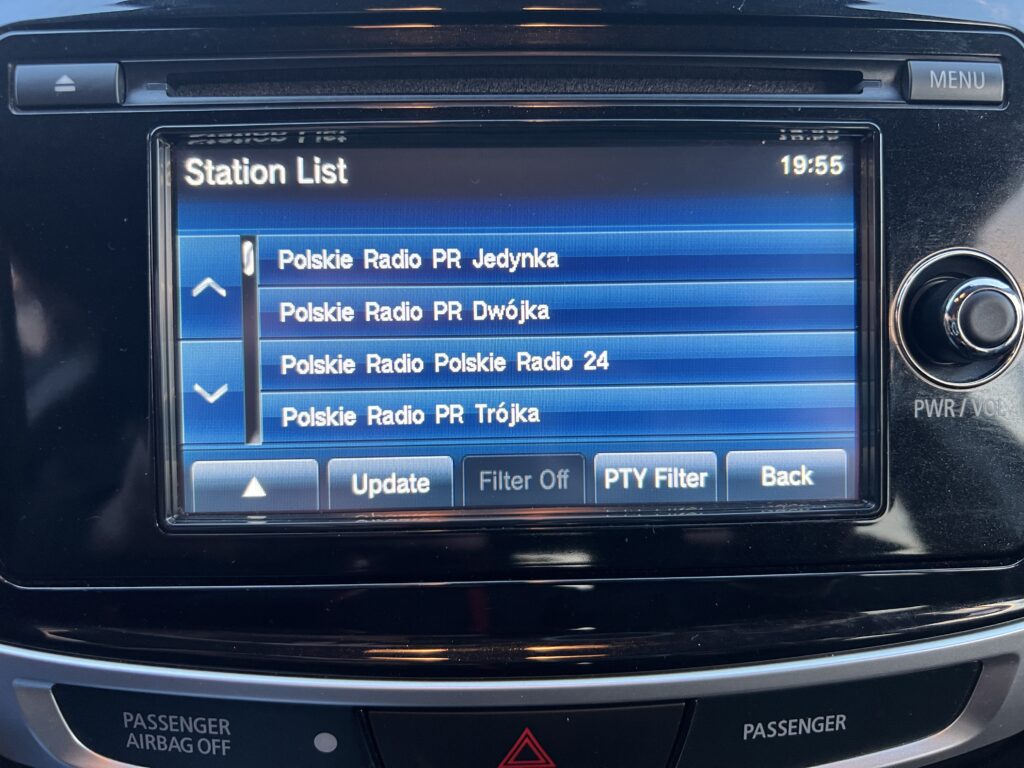 MENU
Station List
19:55
Polskie Radio PR Jedynka
Polskie Radio PR Dwójka
Polskie Radio Polskie Radio 24
Polskie Radio PR Trójka
Update
Filter Off
PTY Filter
Back
PWR / VOL
PASSENGER
AIRBAG OFF
PASSENGER